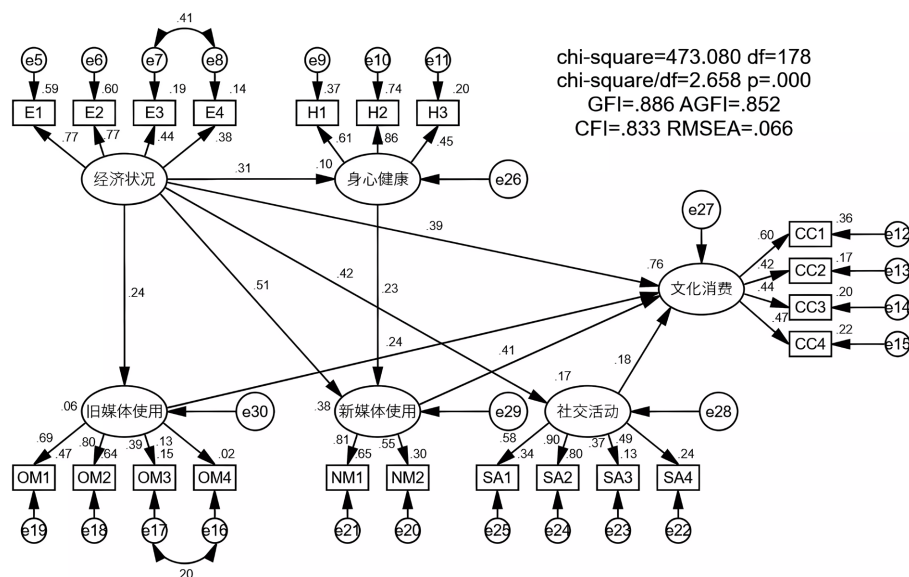 .41
e5 e6 e7 e8 e9 e10 e11
.59 .60 .19 .14 .37 .74 .20
E1 E2 E3 E4 H1 H2 H3
.77 .77 .44 .38 .61 .86 .45
chi-square=473.080 df=178
chi-square/df=2.658 p=.000
GFI=.886 AGFI=.852
CFI=.833 RMSEA=.066
经济状况 .31 .10 身心健康 e26
e27
.39
.24 .51 .42 .23
.76 文化消费
.60 CC1 .36 e12
.42 CC2 .17 e13
.44 CC3 .20 e14
.47 CC4 .22 e15
.24 .41 .18
.06 旧媒体使用 e30 .38 新媒体使用 e29 .17 社交活动 e28
.69 .80 .39 .13 .81 .55 .58 .90 .37 .49
.47 .64 .15 .02 .65 .30 .34 .80 .13 .24
OM1 OM2 OM3 OM4 NM1 NM2 SA1 SA2 SA3 SA4
e19 e18 e17 e16 e21 e20 e25 e24 e23 e22
.20